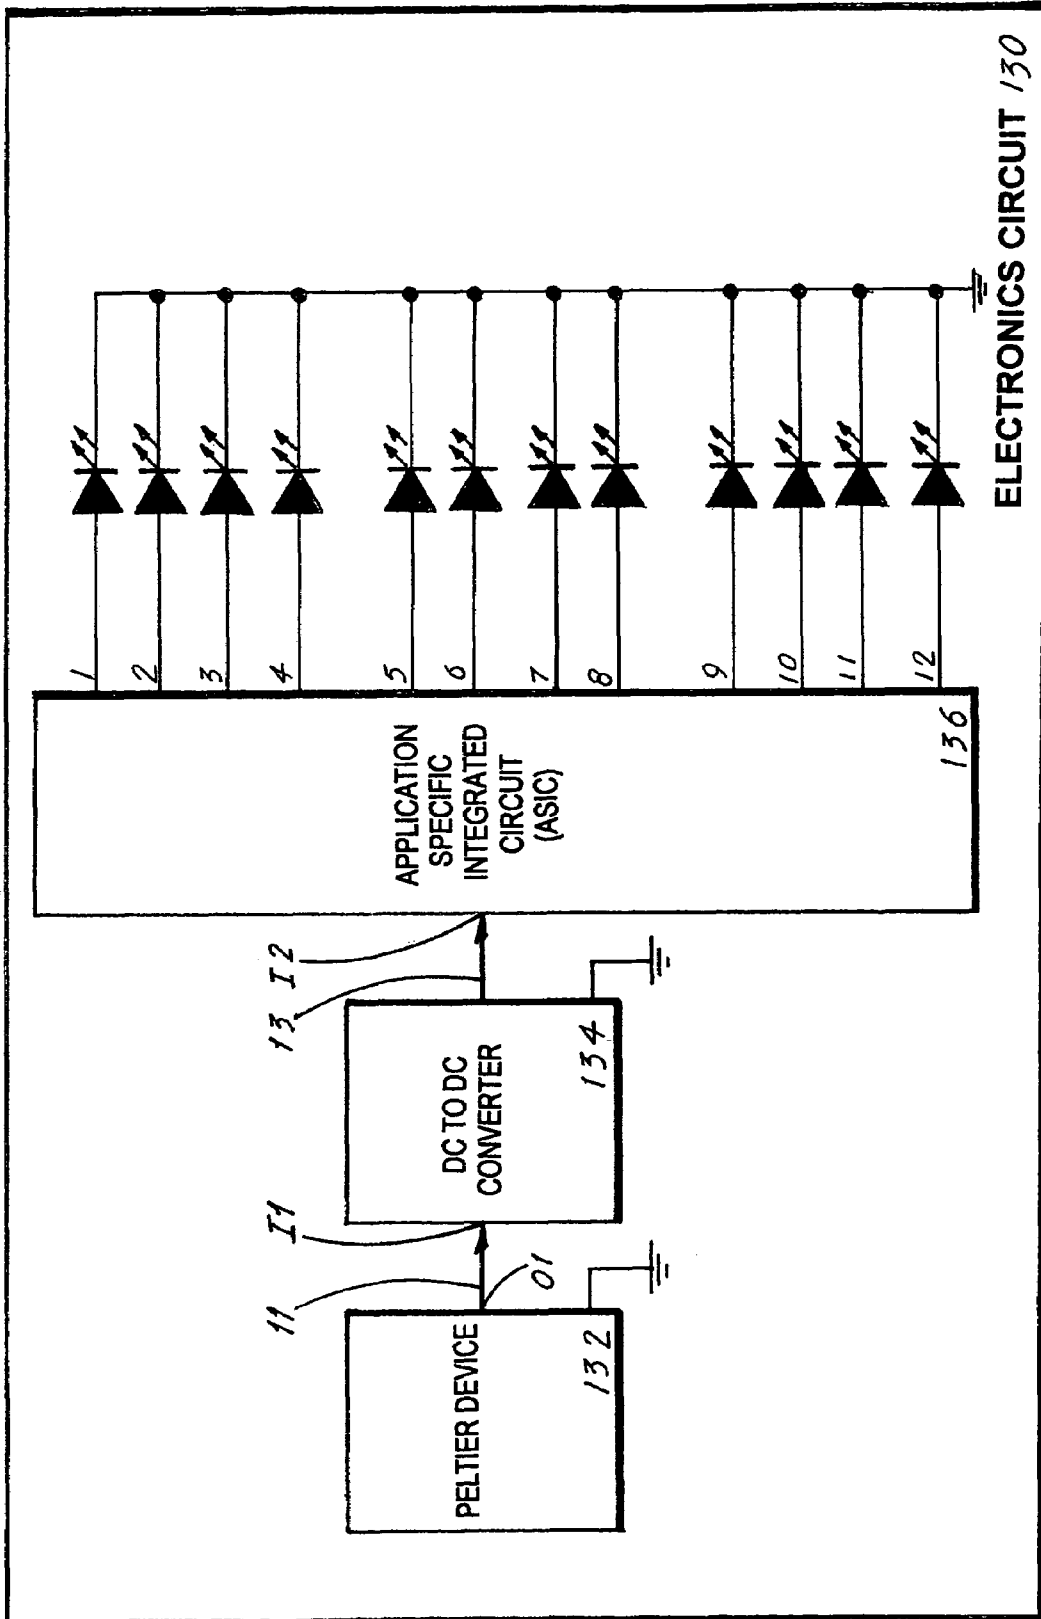 PELTIER DEVICE
132
O1
11
I1
DC TO DC
CONVERTER
134
13
I2
APPLICATION
SPECIFIC
INTEGRATED
CIRCUIT
(ASIC)
136
1
2
3
4
5
6
7
8
9
10
11
12
ELECTRONICS CIRCUIT 130